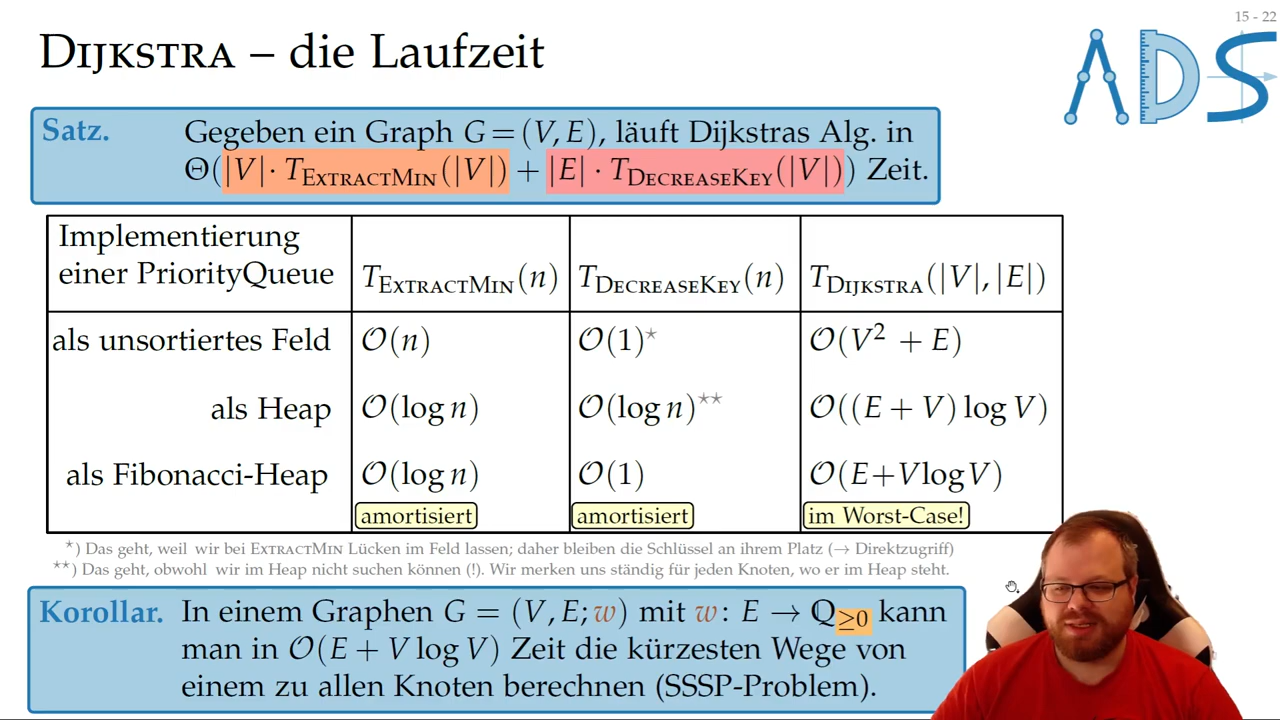 15 - 22
DIJKSTRA – die Laufzeit
ADS
Satz. Gegeben ein Graph G = (V, E), läuft Dijkstras Alg. in
Θ(|V| · T_EXTRACTMIN(|V|) + |E| · T_DECREASEKEY(|V|)) Zeit.
Implementierung
einer PriorityQueue T_EXTRACTMIN(n) T_DECREASEKEY(n) T_DIJKSTRA(|V|, |E|)
als unsortiertes Feld O(n) O(1)* O(V² + E)
als Heap O(log n) O(log n)** O((E + V) log V)
als Fibonacci-Heap O(log n) O(1) O(E+V log V)
amortisiert amortisiert im Worst-Case!
*) Das geht, weil wir bei EXTRACTMIN Lücken im Feld lassen; daher bleiben die Schlüssel an ihrem Platz (→ Direktzugriff)
**) Das geht, obwohl wir im Heap nicht suchen können (!). Wir merken uns ständig für jeden Knoten, wo er im Heap steht.
Korollar. In einem Graphen G = (V, E; w) mit w: E → Q≥0 kann
man in O(E + V log V) Zeit die kürzesten Wege von
einem zu allen Knoten berechnen (SSSP-Problem).